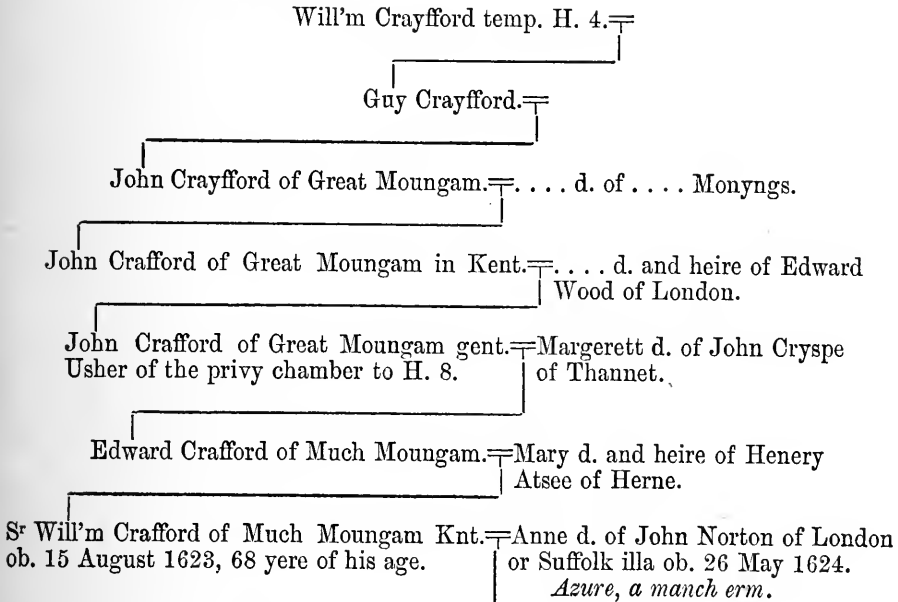 Will'm Crayfford temp. H. 4.
Guy Crayfford.
John Crayfford of Great Moungam. . . . . d. of . . . . Monyngs.
John Crafford of Great Moungam in Kent. . . . . d. and heire of Edward
Wood of London.
John Crafford of Great Moungam gent. Margerett d. of John Cryspe
Usher of the privy chamber to H. 8. of Thannet.
Edward Crafford of Much Moungam. Mary d. and heire of Henery
Atsee of Herne.
Sr Will'm Crafford of Much Moungam Knt. Anne d. of John Norton of London
ob. 15 August 1623, 68 yere of his age. or Suffolk illa ob. 26 May 1624.
Azure, a manch erm.